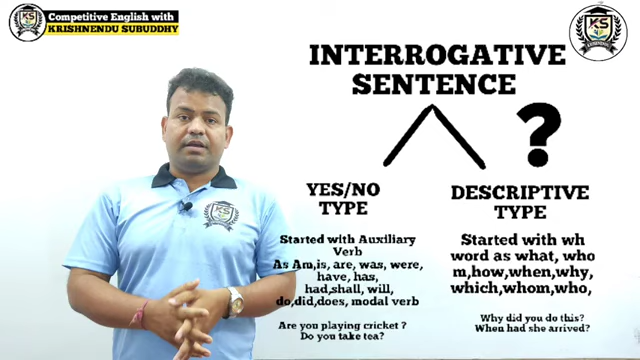 Competitive English with
KRISHNENDU SUBUDDHY
KS
INTERROGATIVE
SENTENCE
?
YES/NO
TYPE
Started with Auxiliary
Verb
As Am,is, are, was, were,
have, has,
had,shall, will,
do,did,does, modal verb
Are you playing cricket ?
Do you take tea?
DESCRIPTIVE
TYPE
Started with wh
word as what, who
m,how,when,why,
which,whom,who,
Why did you do this?
When had she arrived?
KS